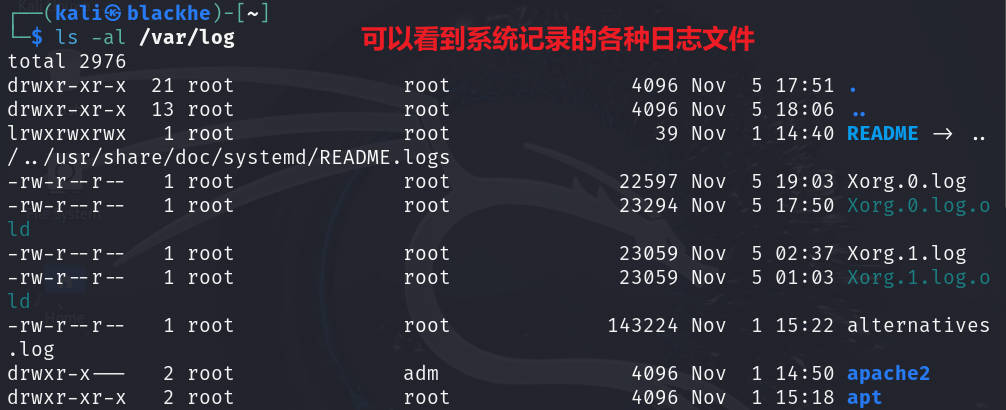 ┌──(kali㉿blackhe)-[~]
└─$ ls -al /var/log
可以看到系统记录的各种日志文件
total 2976
drwxr-xr-x 21 root root 4096 Nov 5 17:51 .
drwxr-xr-x 13 root root 4096 Nov 5 18:06 ..
lrwxrwxrwx 1 root root 39 Nov 1 14:40 README -> ..
/../usr/share/doc/systemd/README.logs
-rw-r--r-- 1 root root 22597 Nov 5 19:03 Xorg.0.log
-rw-r--r-- 1 root root 23294 Nov 5 17:50 Xorg.0.log.o
ld
-rw-r--r-- 1 root root 23059 Nov 5 02:37 Xorg.1.log
-rw-r--r-- 1 root root 23059 Nov 5 01:03 Xorg.1.log.o
ld
-rw-r--r-- 1 root root 143224 Nov 1 15:22 alternatives
.log
drwxr-x--- 2 root adm 4096 Nov 1 14:50 apache2
drwxr-xr-x 2 root root 4096 Nov 1 15:18 apt